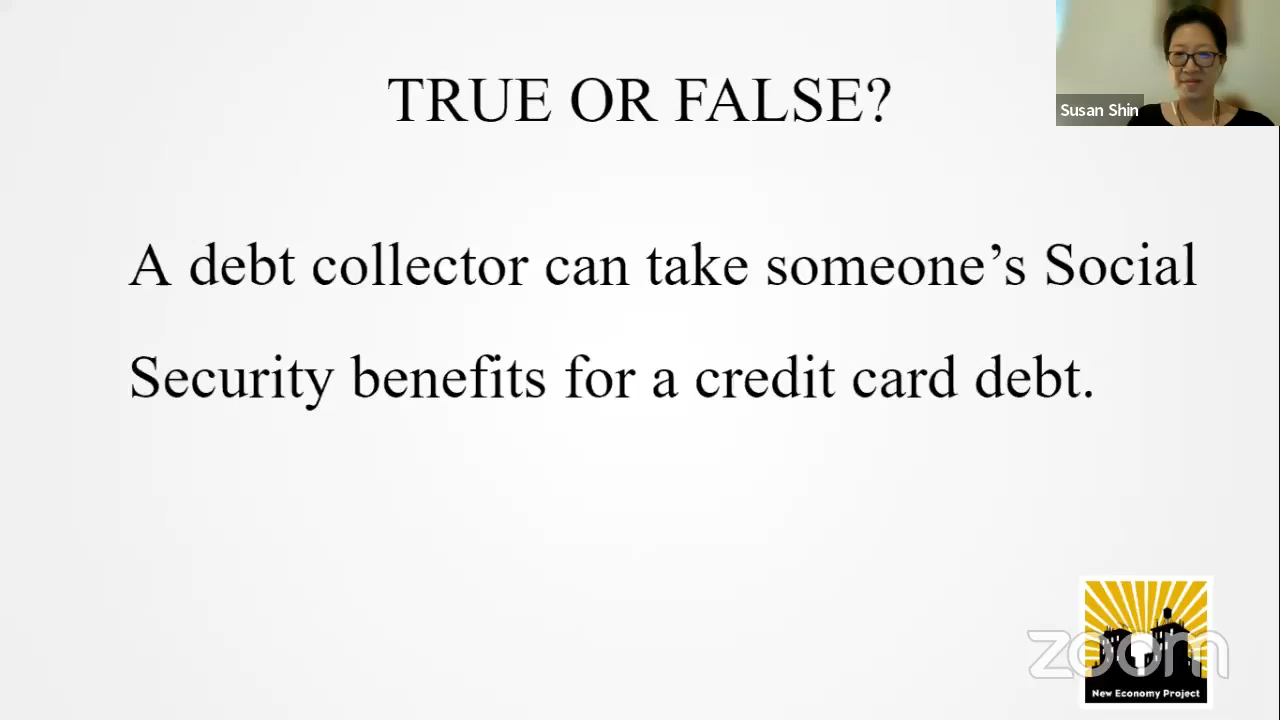 TRUE OR FALSE?
Susan Shin
A debt collector can take someone’s Social
Security benefits for a credit card debt.
zoom
New Economy Project